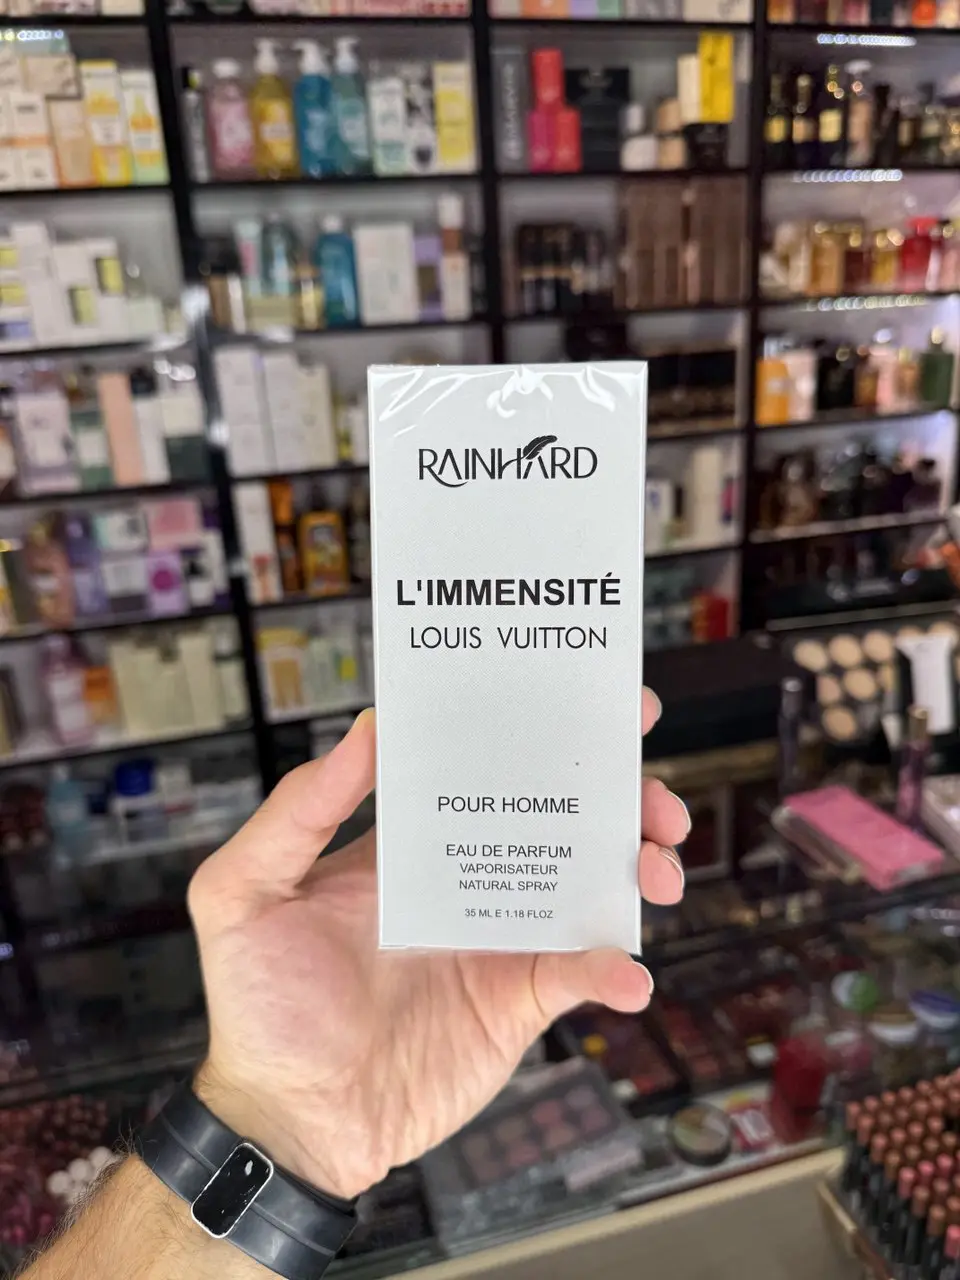 RAINHARD
L'IMMENSITÉ
LOUIS VUITTON
POUR HOMME
EAU DE PARFUM
VAPORISATEUR
NATURAL SPRAY
35 ML E 1.18 FLOZ